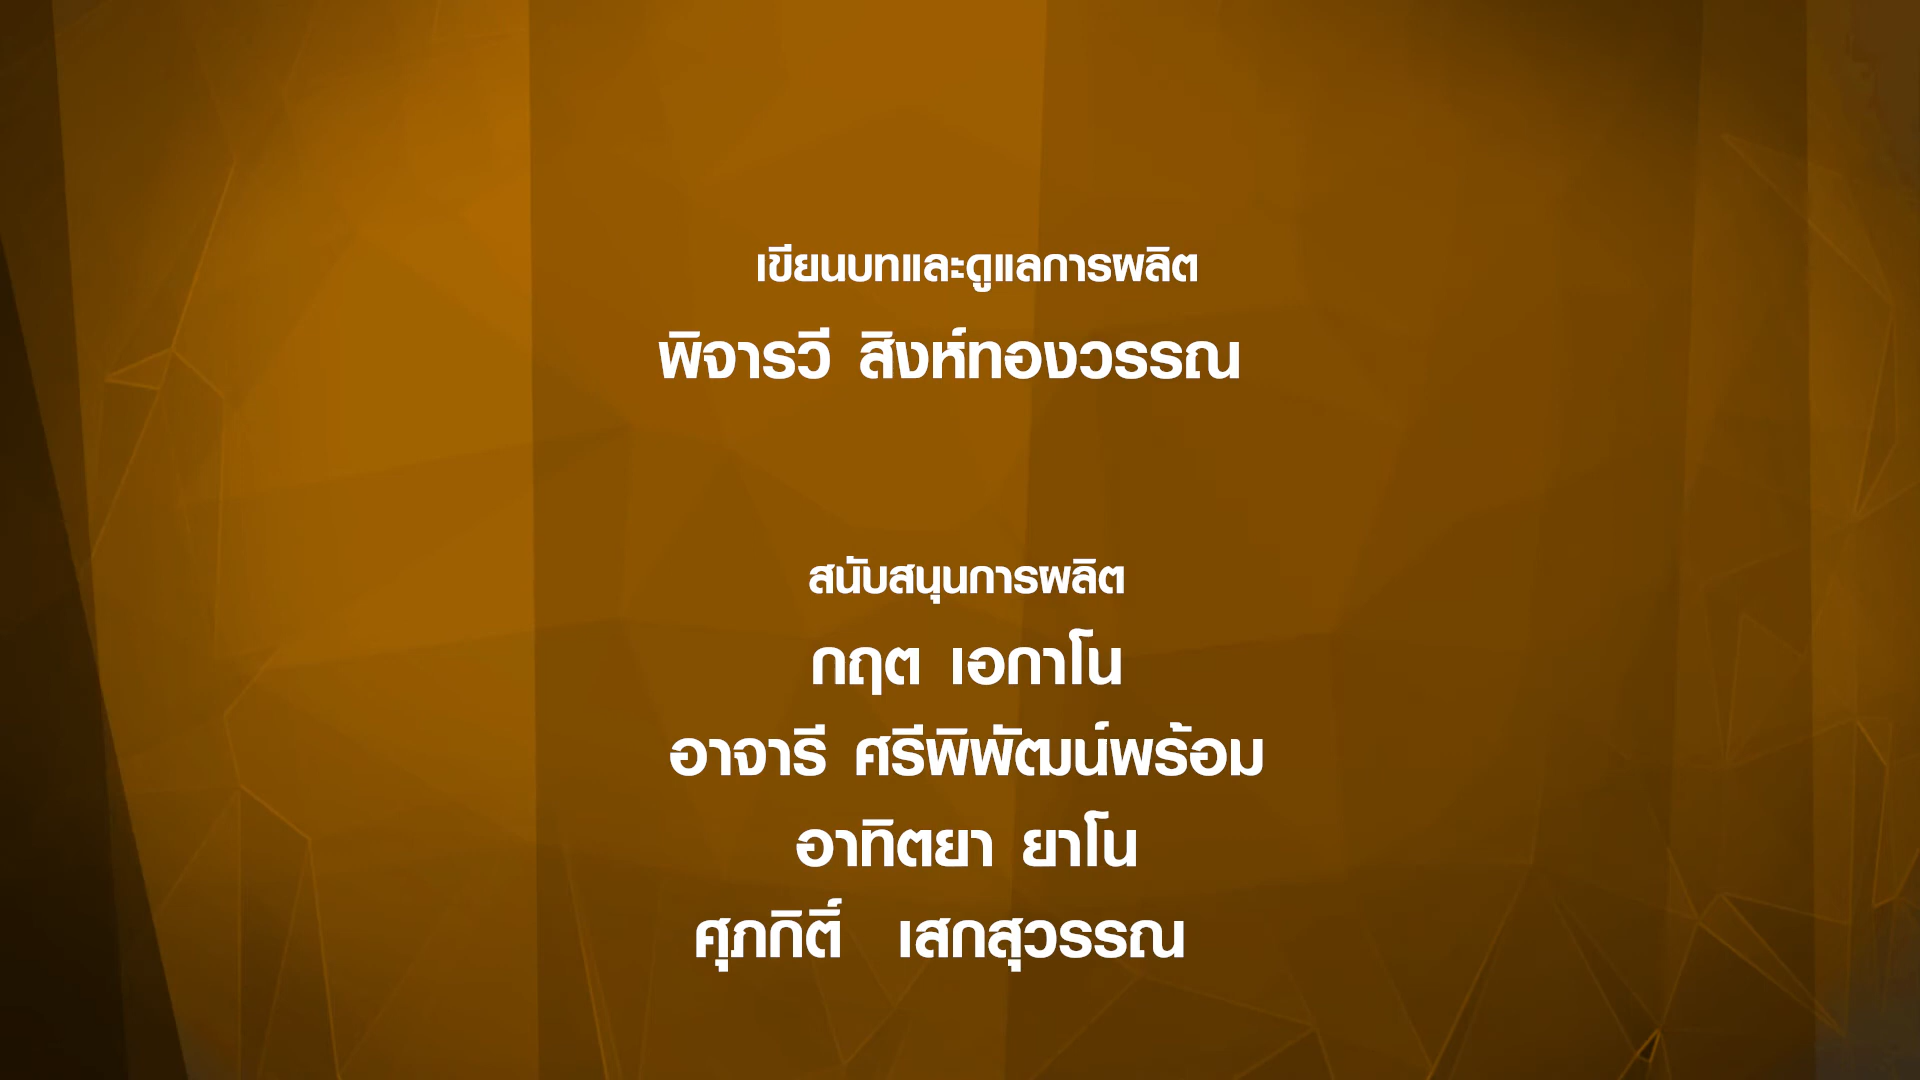 เขียนบทและดูแลการผลิต
พิจารวี สิงห์ทองวรรณ
สนับสนุนการผลิต
กฤต เอกาโน
อาจารี ศรีพิพัฒน์พร้อม
อาทิตยา ยาโน
ศุภกิติ์ เสกสุวรรณ